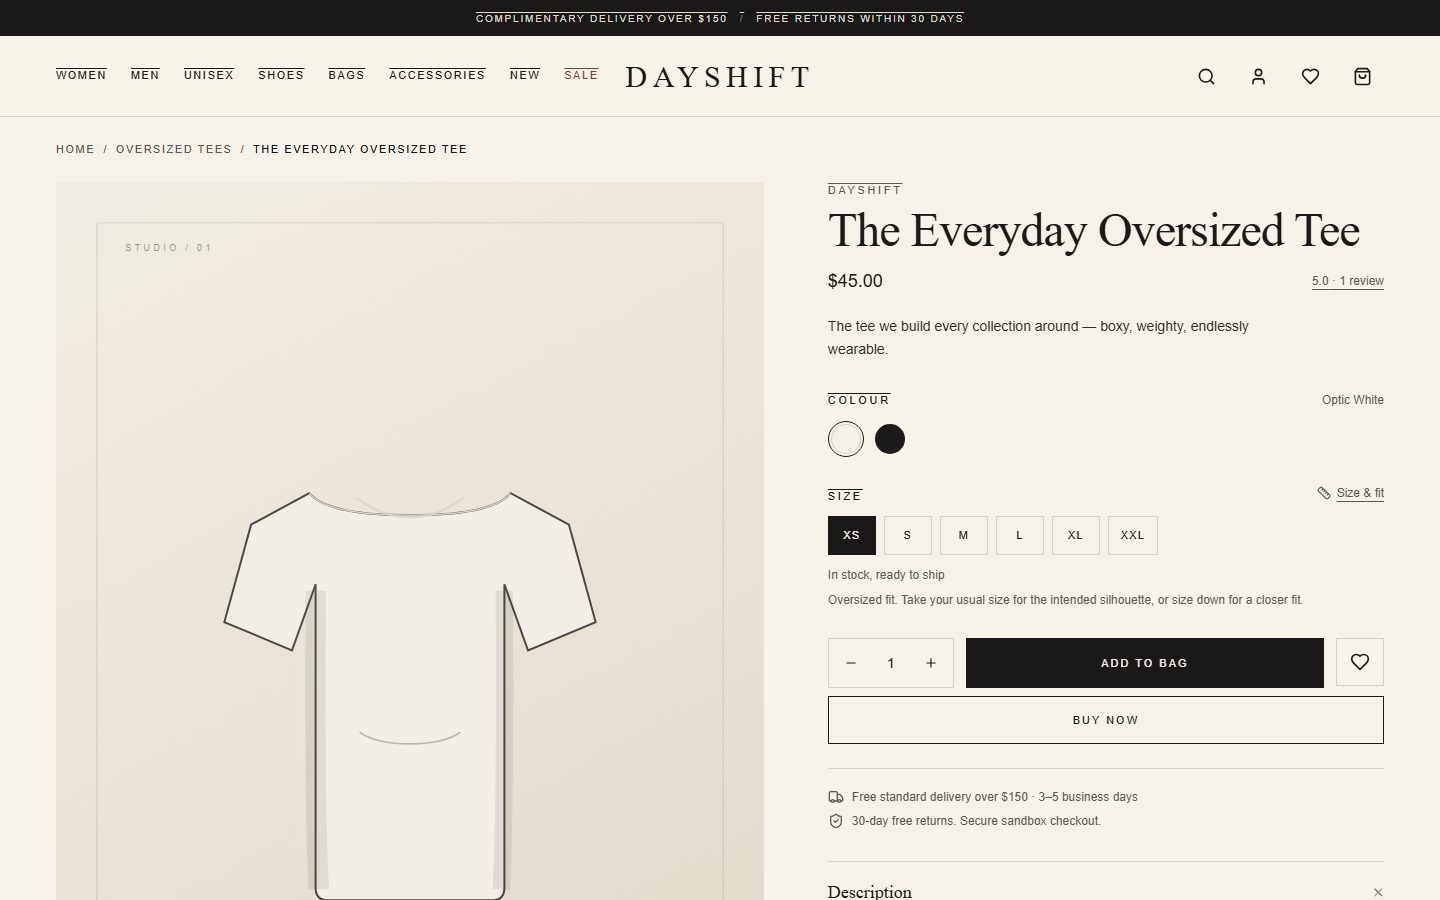 COMPLIMENTARY DELIVERY OVER $150 / FREE RETURNS WITHIN 30 DAYS
WOMEN MEN UNISEX SHOES BAGS ACCESSORIES NEW SALE DAYSHIFT
HOME / OVERSIZED TEES / THE EVERYDAY OVERSIZED TEE
STUDIO / 01
DAYSHIFT
The Everyday Oversized Tee
$45.00 5.0 · 1 review
The tee we build every collection around — boxy, weighty, endlessly
wearable.
COLOUR Optic White
SIZE Size & fit
XS S M L XL XXL
In stock, ready to ship
Oversized fit. Take your usual size for the intended silhouette, or size down for a closer fit.
− 1 + ADD TO BAG
BUY NOW
Free standard delivery over $150 · 3–5 business days
30-day free returns. Secure sandbox checkout.
Description